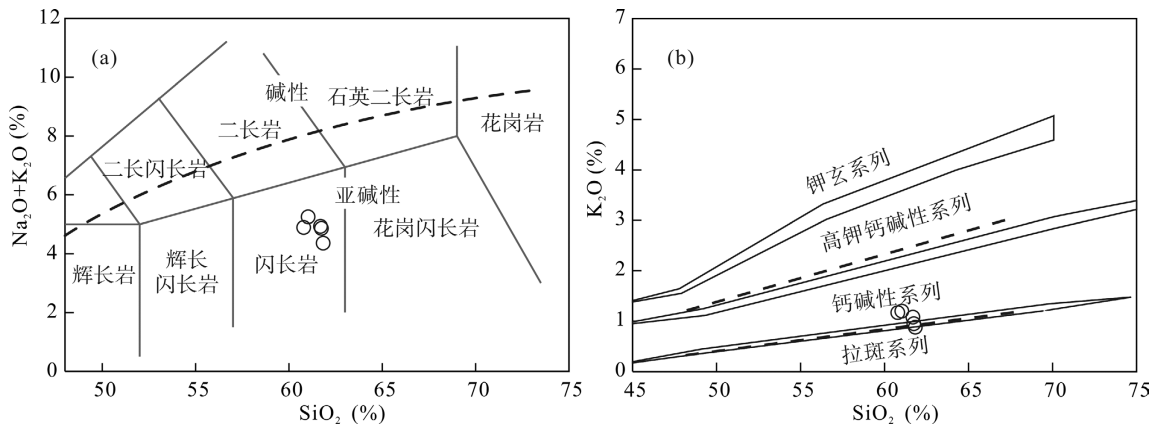 (a)
12
10
8
6
4
2
0
Na₂O+K₂O (%)
碱性
石英二长岩
二长岩
花岗岩
二长闪长岩
亚碱性
花岗闪长岩
辉长岩
辉长
闪长岩
闪长岩
50
55
60
65
70
75
SiO₂ (%)
(b)
7
6
5
4
3
2
1
0
K₂O (%)
钾玄系列
高钾钙碱性系列
钙碱性系列
拉斑系列
45
50
55
60
65
70
75
SiO₂ (%)